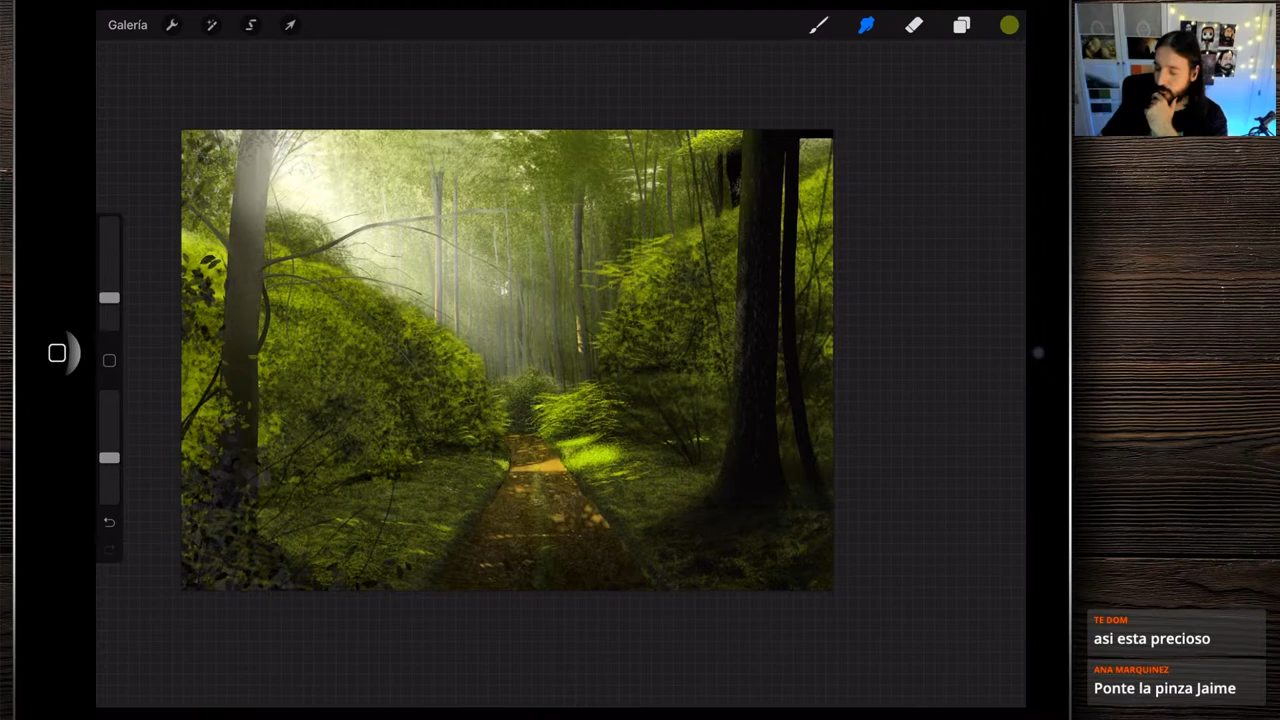 Galería
TE DOM
asi esta precioso
ANA MARQUINEZ
Ponte la pinza Jaime